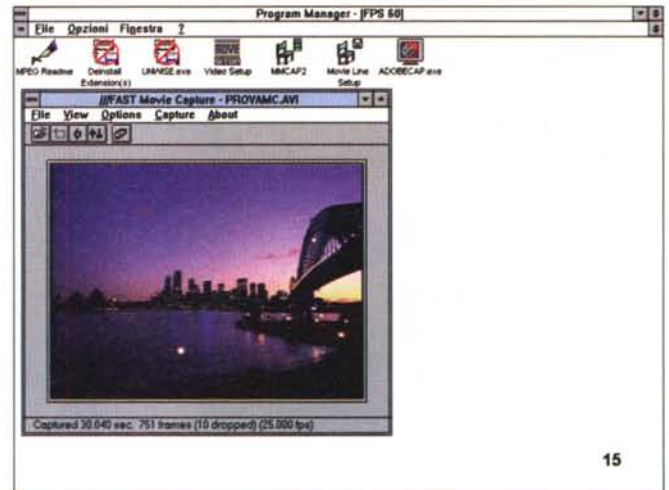 Program Manager - [FPS 60]
File Opzioni Finestra ?
MPEG Readme
Deinstall Extension(s)
UNWISE.exe
Video Setup
MMCAP2
Movie Line Setup
ADOBECAP.exe
///FAST Movie Capture - PROVAMC.AVI
File View Options Capture About
Captured 30.040 sec. 751 frames (10 dropped) (25.000 fps)
15